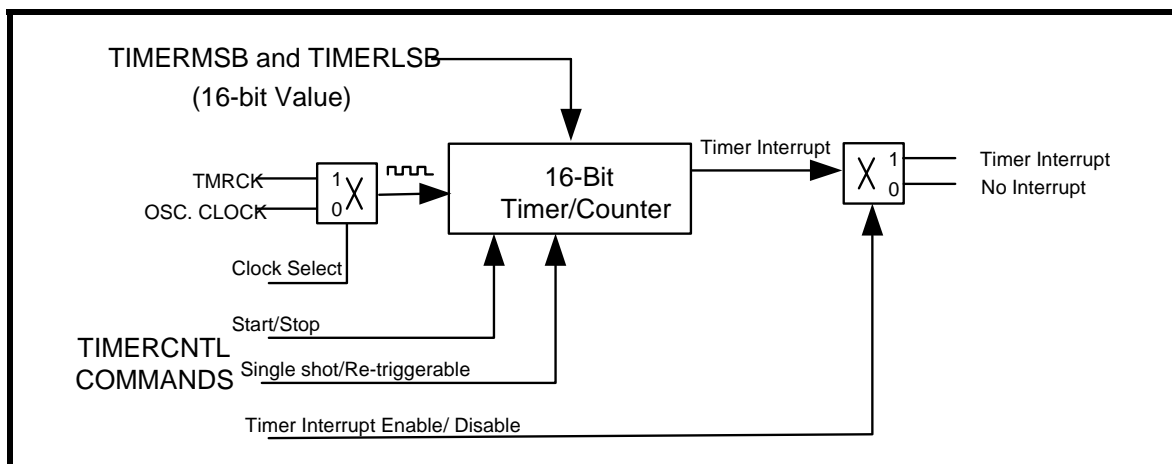 TIMERMSB and TIMERLSB
(16-bit Value)
Timer Interrupt
16-Bit
Timer/Counter
TMRCK
OSC. CLOCK
1
0
X
X
1
0
Timer Interrupt
No Interrupt
Clock Select
Start/Stop
TIMERCNTL
COMMANDS
Single shot/Re-triggerable
Timer Interrupt Enable/ Disable